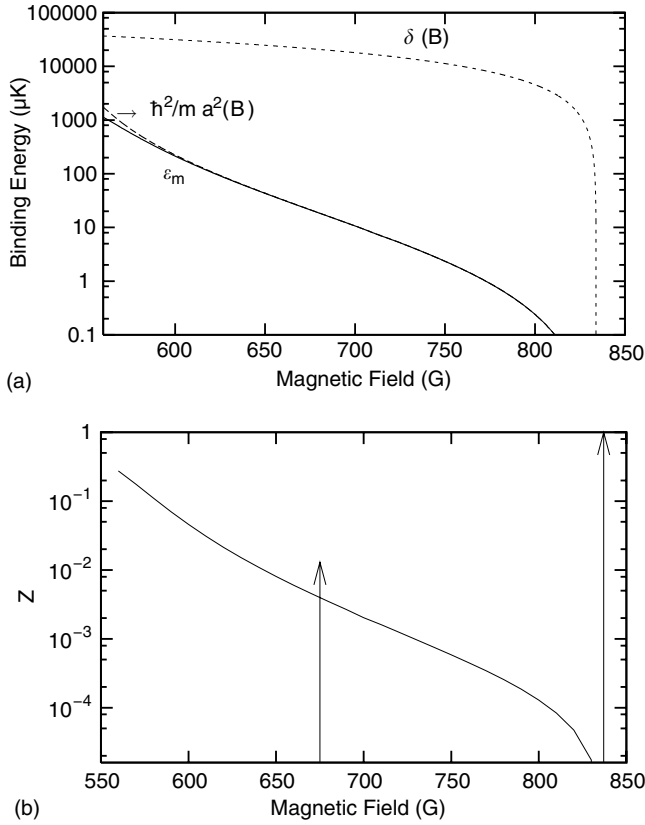 100000
10000
1000
100
10
1
0.1
Binding Energy (μK)
δ (B)
→ ħ²/m a²(B)
εm
600 650 700 750 800 850
Magnetic Field (G)
(a)
1
10⁻¹
10⁻²
10⁻³
10⁻⁴
Z
550 600 650 700 750 800 850
Magnetic Field (G)
(b)